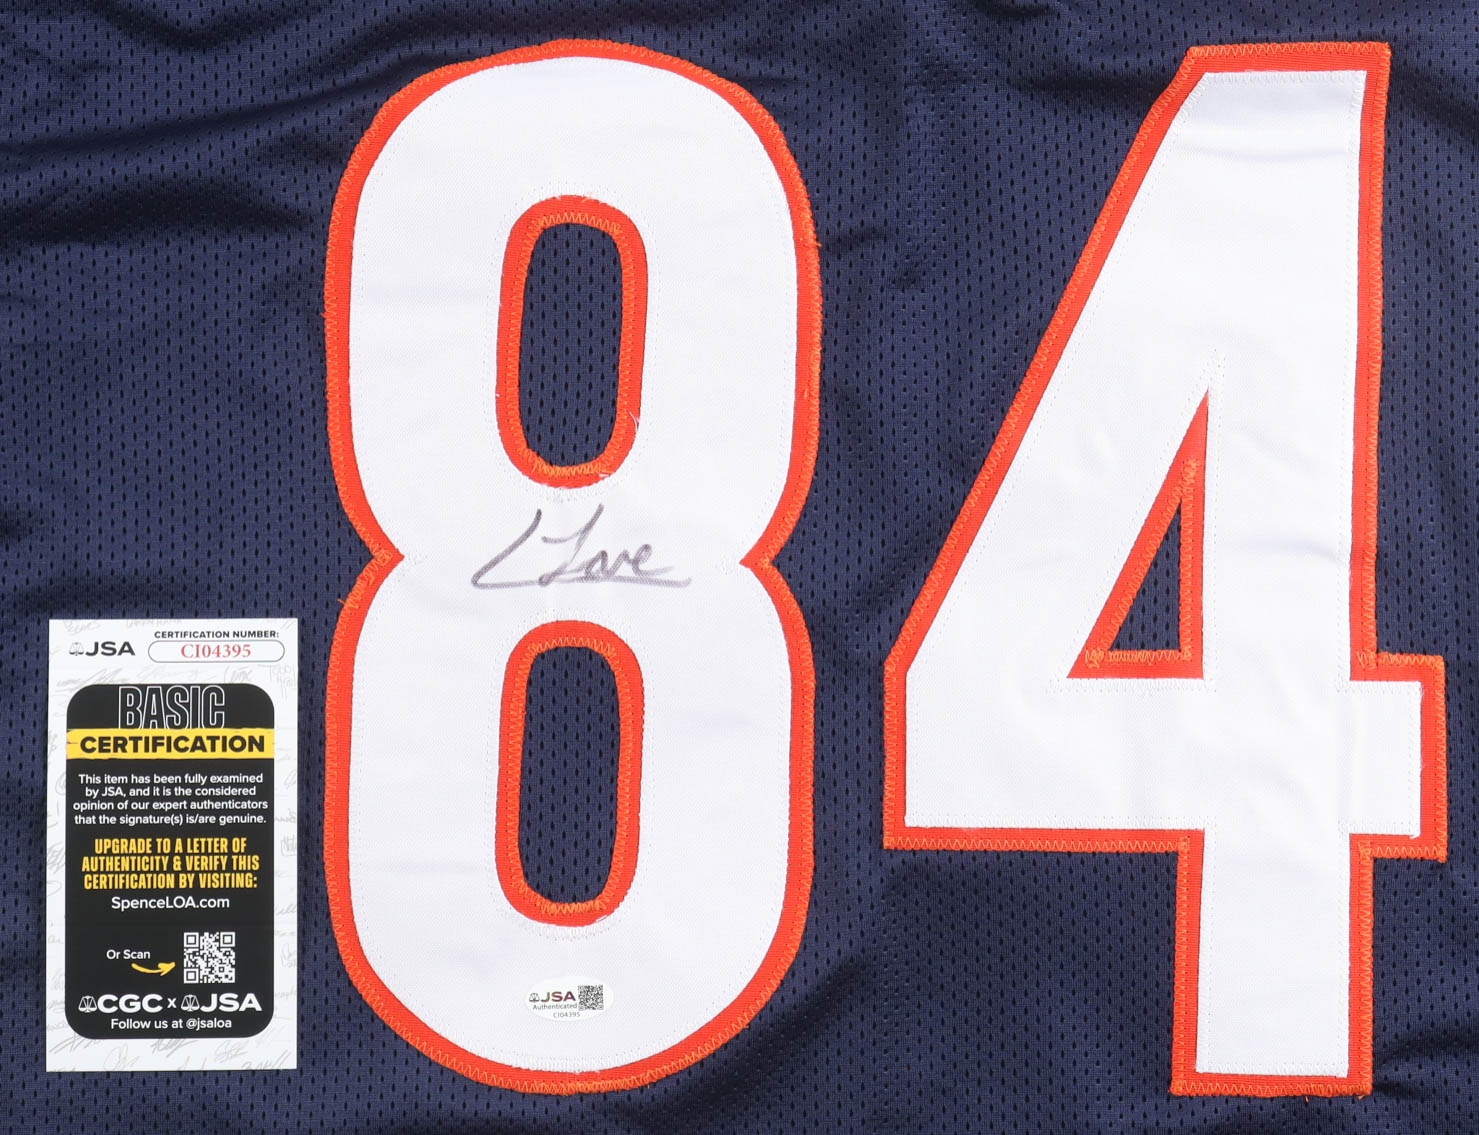 84
C Love
JSA
CERTIFICATION NUMBER:
CI04395
BASIC
CERTIFICATION
This item has been fully examined
by JSA, and it is the considered
opinion of our expert authenticators
that the signature(s) is/are genuine.
UPGRADE TO A LETTER OF
AUTHENTICITY & VERIFY THIS
CERTIFICATION BY VISITING:
SpenceLOA.com
Or Scan
CGC x JSA
Follow us at @jsaloa
JSA
Authenticated
CI04395